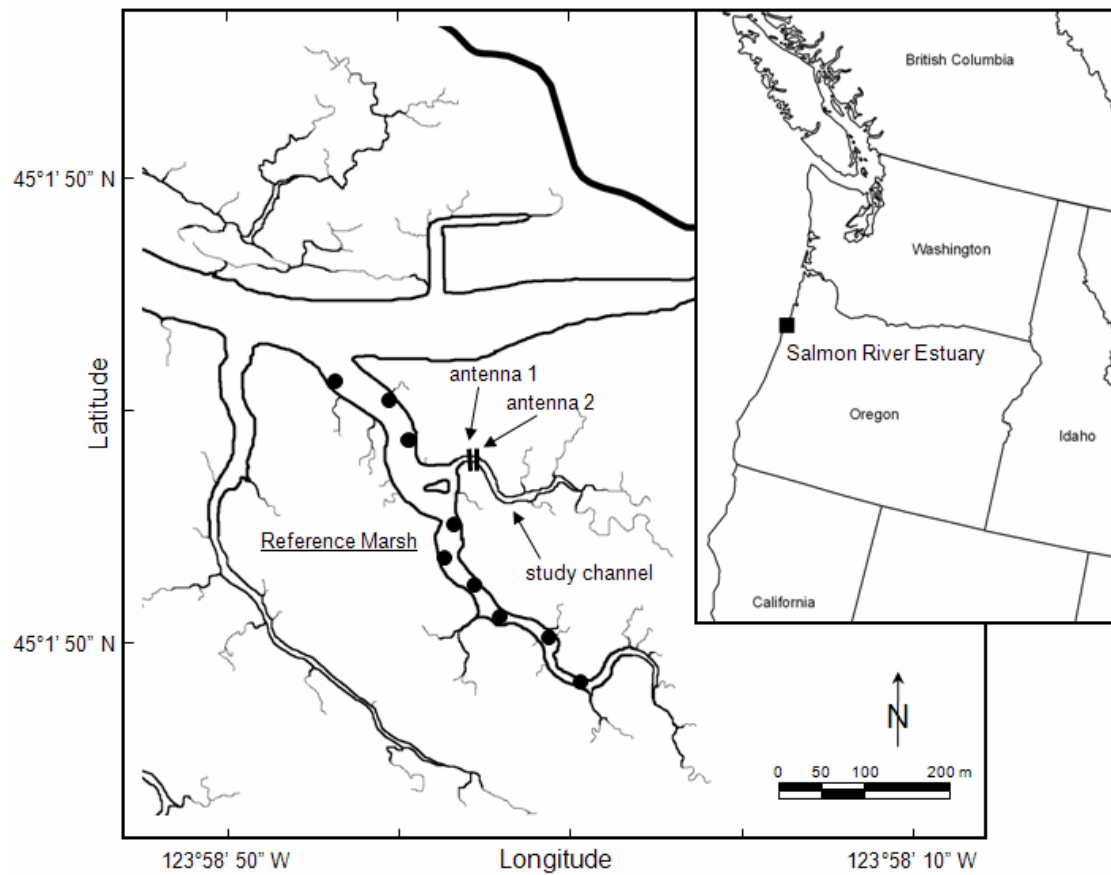 British Columbia
45°1' 50" N
Washington
Salmon River Estuary
antenna 1
antenna 2
Latitude
Oregon
Idaho
Reference Marsh
study channel
California
45°1' 50" N
N
0 50 100 200 m
123°58' 50" W
Longitude
123°58' 10" W